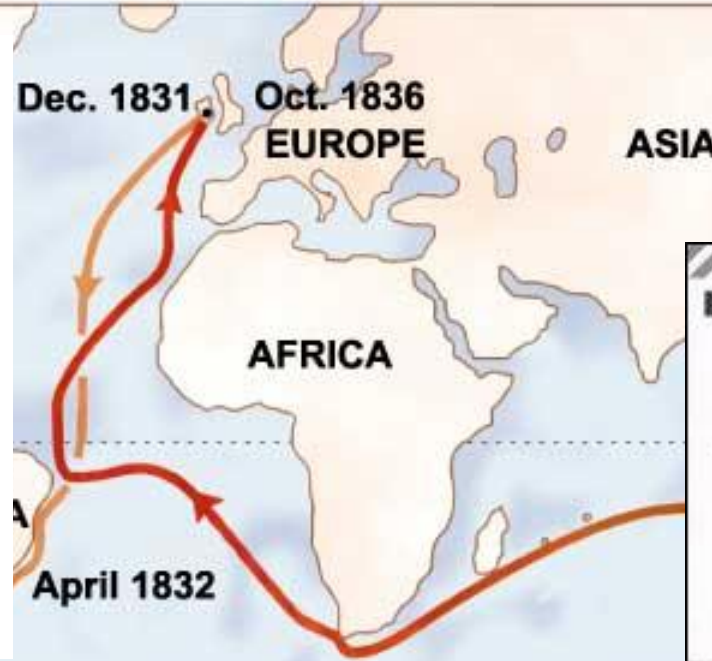 Dec. 1831
Oct. 1836
EUROPE
ASIA
AFRICA
A
April 1832